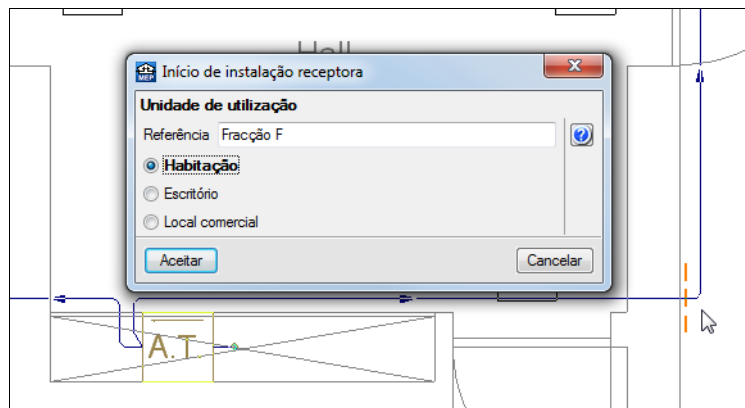 Hall
MEP
Início de instalação receptora
Unidade de utilização
Referência Fracção F
Habitação
Escritório
Local comercial
Aceitar Cancelar
A.T.